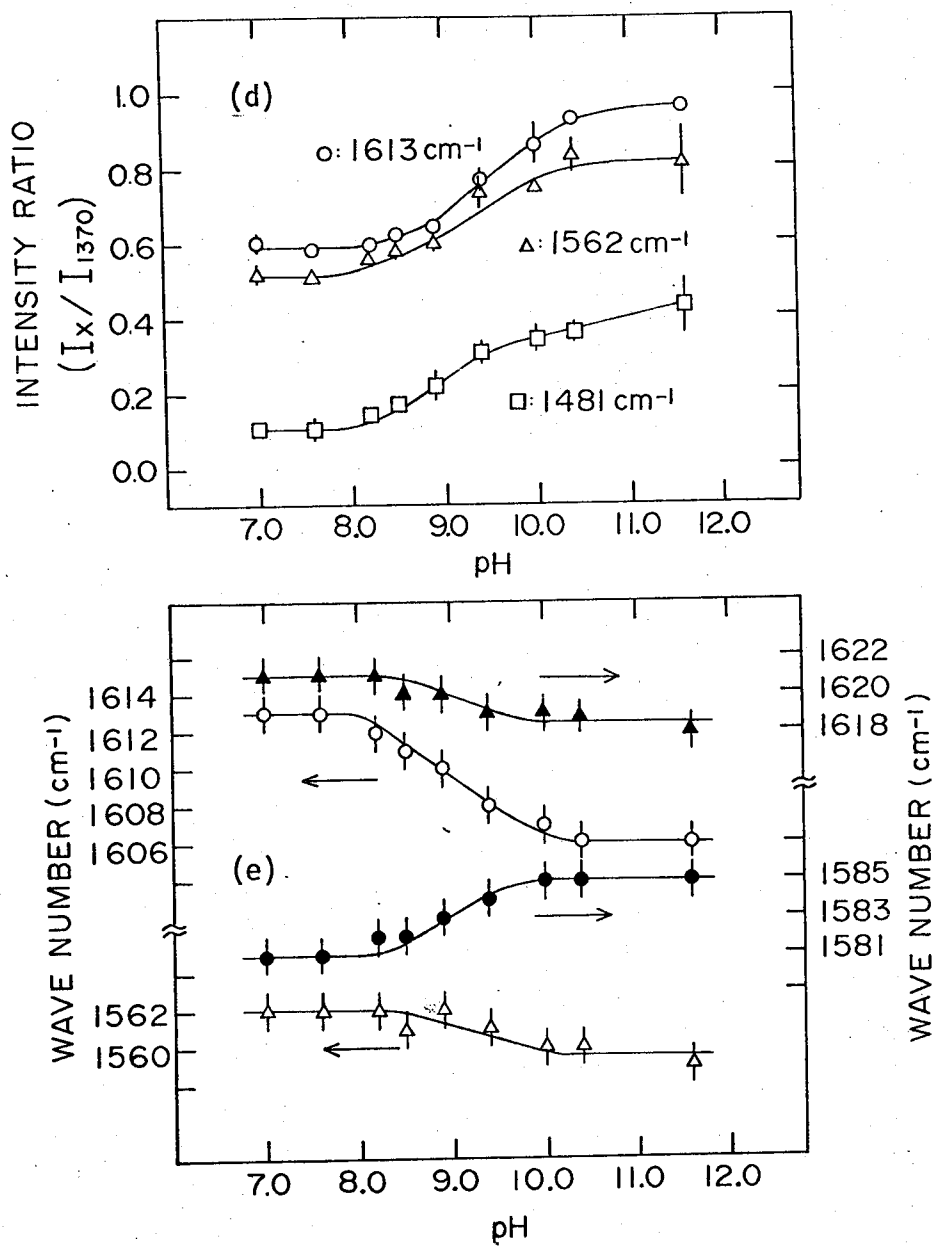 (d)
INTENSITY RATIO
(Ix/I1370)
1.0
0.8
0.6
0.4
0.2
0.0
○: 1613 cm⁻¹
△: 1562 cm⁻¹
□: 1481 cm⁻¹
7.0 8.0 9.0 10.0 11.0 12.0
pH
(e)
WAVE NUMBER (cm⁻¹)
1614
1612
1610
1608
1606
1562
1560
1622
1620
1618
1585
1583
1581
WAVE NUMBER (cm⁻¹)
7.0 8.0 9.0 10.0 11.0 12.0
pH